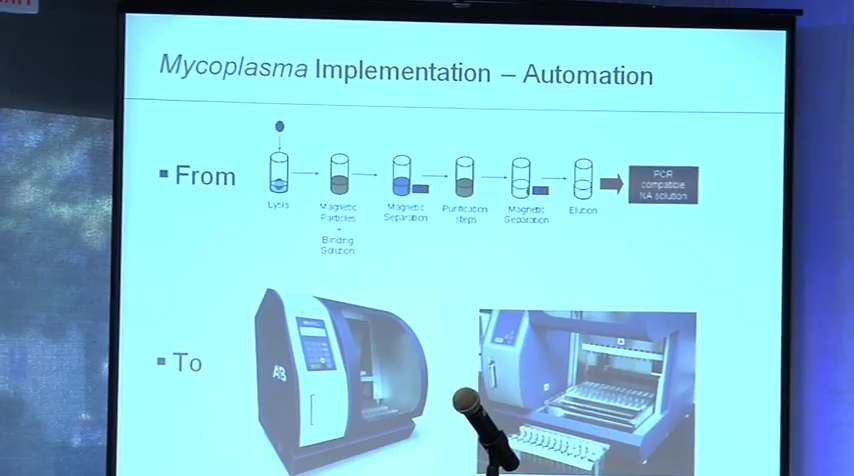 Mycoplasma Implementation – Automation
▪ From
Lysis
Magnetic
Particles
+
Binding
Solution
Magnetic
Separation
Purification
steps
Magnetic
Separation
Elution
PCR
compatible
NA solution
▪ To
AB